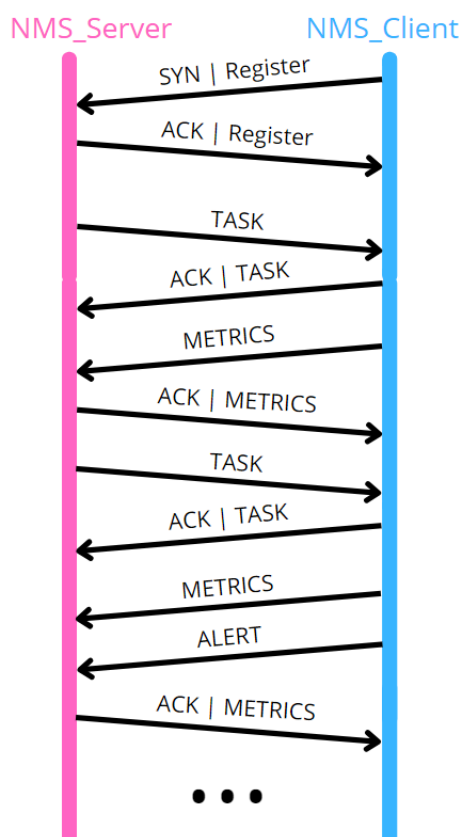 NMS_Server
NMS_Client
SYN | Register
ACK | Register
TASK
ACK | TASK
METRICS
ACK | METRICS
TASK
ACK | TASK
METRICS
ALERT
ACK | METRICS
• • •